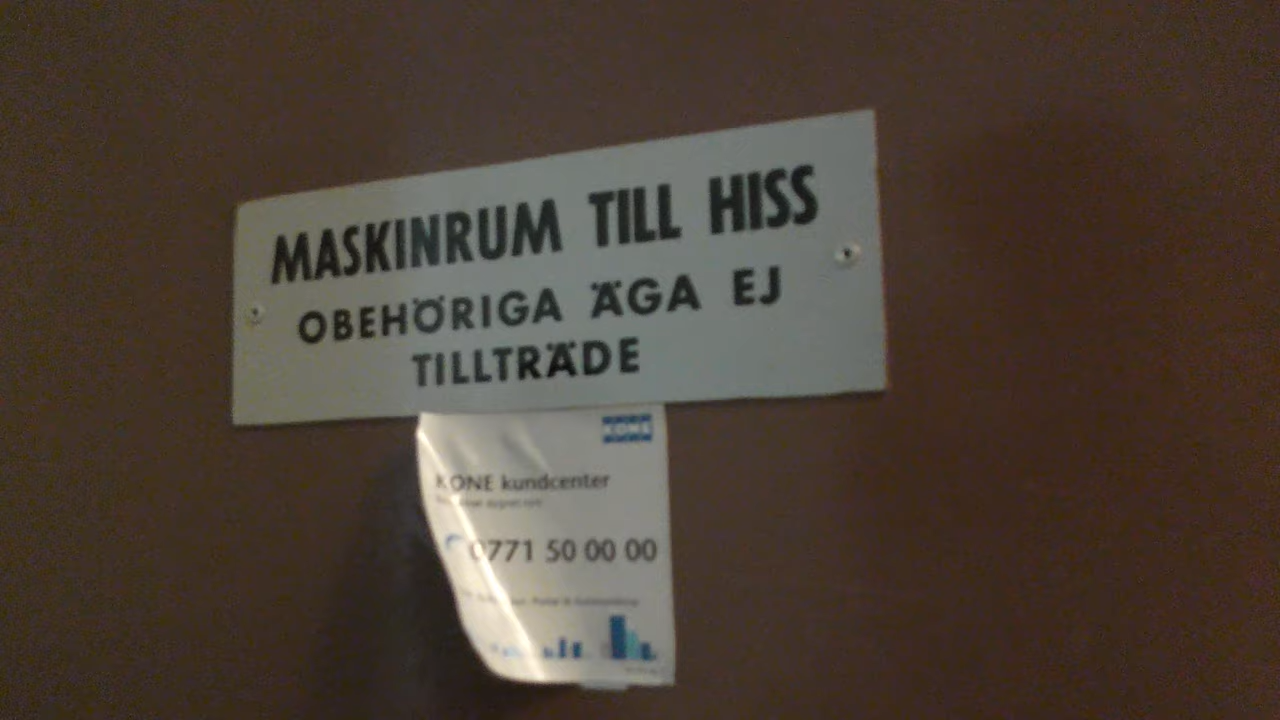 MASKINRUM TILL HISS
OBEHÖRIGA ÄGA EJ
TILLTRÄDE
KONE
KONE kundcenter
0771 50 00 00